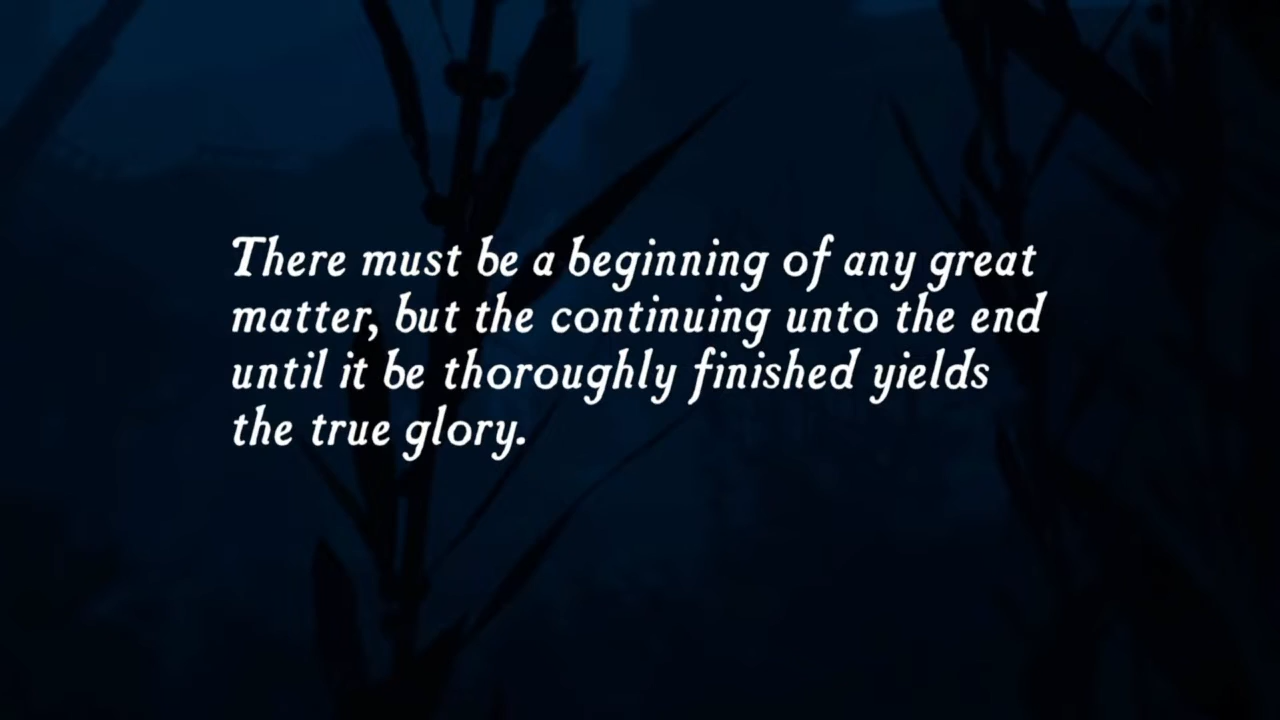 There must be a beginning of any great
matter, but the continuing unto the end
until it be thoroughly finished yields
the true glory.